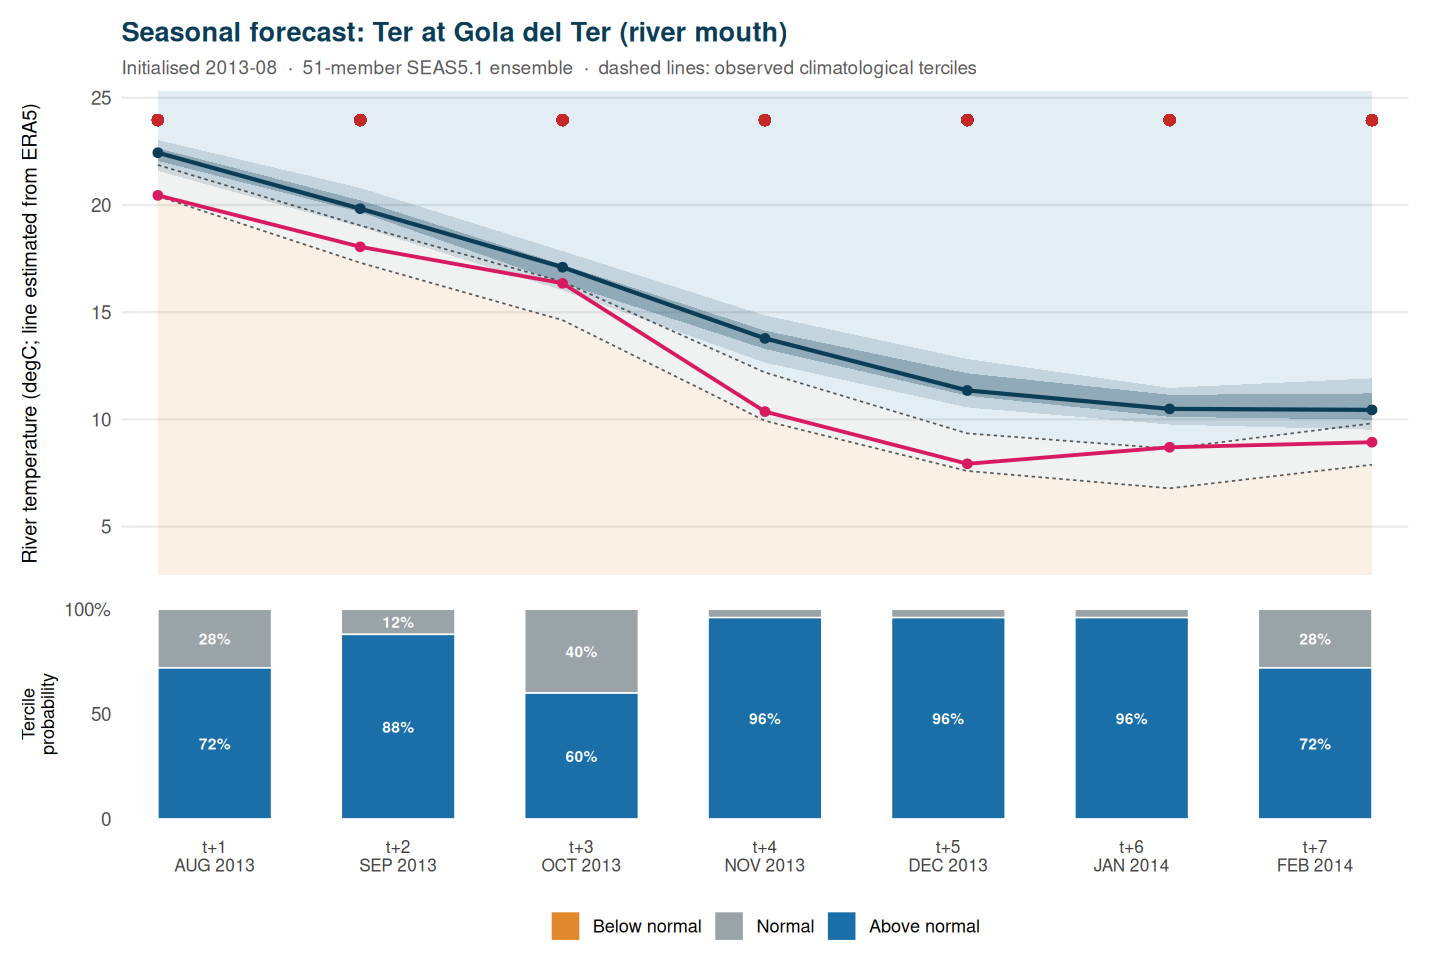 Seasonal forecast: Ter at Gola del Ter (river mouth)
Initialised 2013-08 · 51-member SEAS5.1 ensemble · dashed lines: observed climatological terciles
River temperature (degC; line estimated from ERA5)
25
20
15
10
5
Tercile
probability
100%
50
0
28%
12%
40%
28%
72%
88%
60%
96%
96%
96%
72%
t+1
AUG 2013
t+2
SEP 2013
t+3
OCT 2013
t+4
NOV 2013
t+5
DEC 2013
t+6
JAN 2014
t+7
FEB 2014
Below normal
Normal
Above normal